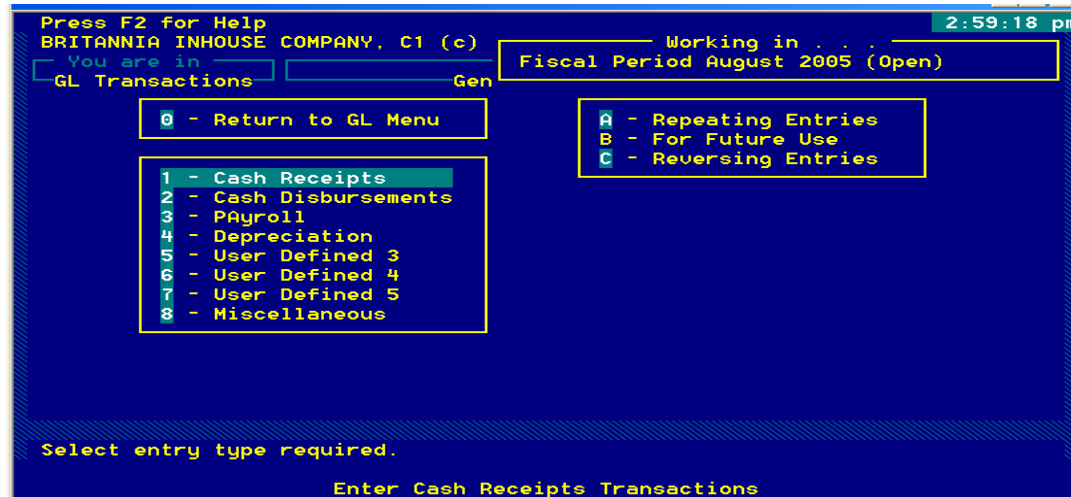 Press F2 for Help
2:59:18 pm
BRITANNIA INHOUSE COMPANY, C1 (c)
Working in . . .
You are in
Fiscal Period August 2005 (Open)
GL Transactions
Gen
0 - Return to GL Menu
1 - Cash Receipts
2 - Cash Disbursements
3 - PAyroll
4 - Depreciation
5 - User Defined 3
6 - User Defined 4
7 - User Defined 5
8 - Miscellaneous
A - Repeating Entries
B - For Future Use
C - Reversing Entries
Select entry type required.
Enter Cash Receipts Transactions